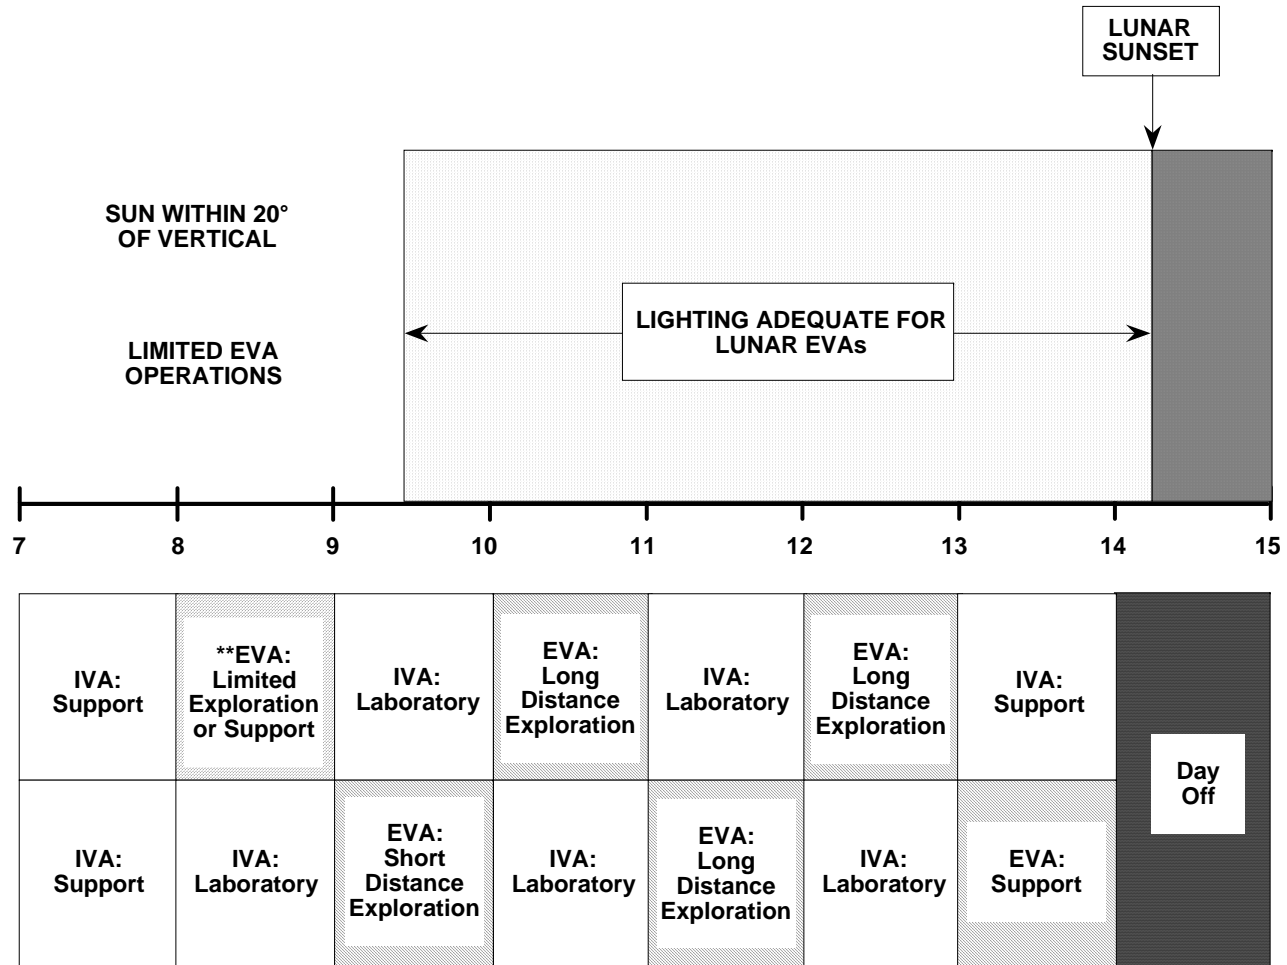 LUNAR
SUNSET
SUN WITHIN 20°
OF VERTICAL
LIGHTING ADEQUATE FOR
LUNAR EVAs
LIMITED EVA
OPERATIONS
7 8 9 10 11 12 13 14 15
IVA:
Support
**EVA:
Limited
Exploration
or Support
IVA:
Laboratory
EVA:
Long
Distance
Exploration
IVA:
Laboratory
EVA:
Long
Distance
Exploration
IVA:
Support
Day
Off
IVA:
Support
IVA:
Laboratory
EVA:
Short
Distance
Exploration
IVA:
Laboratory
EVA:
Long
Distance
Exploration
IVA:
Laboratory
EVA:
Support